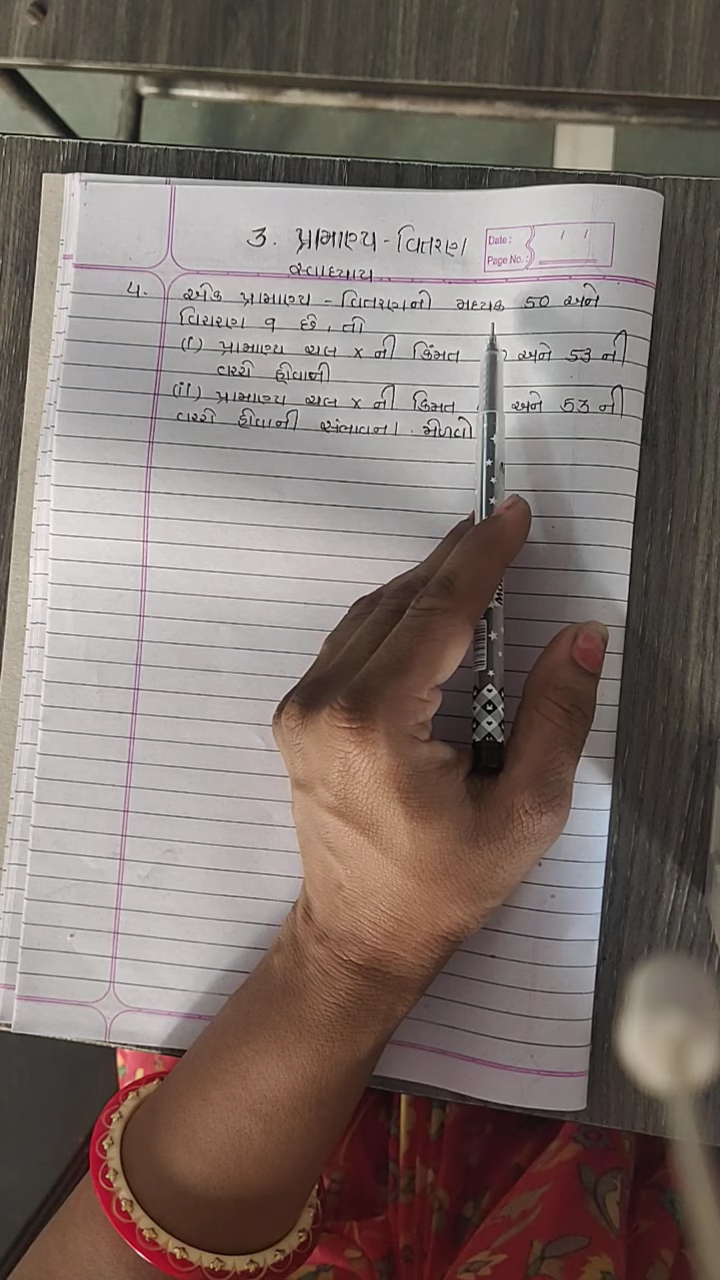 3. પ્રામાણ્ય - વિતરણ
સ્વાધ્યાય
Date : / /
Page No. :
4. એક પ્રામાણ્ય - વિતરણનો મધ્યક 50 અને
વિચરણ 9 છે, તો
(i) પ્રામાણ્ય ચલ x ની કિંમત અને 53 ની
વચ્ચે હોવાની
(ii) પ્રામાણ્ય ચલ x ની કિંમત અને 53 ની
વચ્ચે હોવાની સંભાવના મેળવો